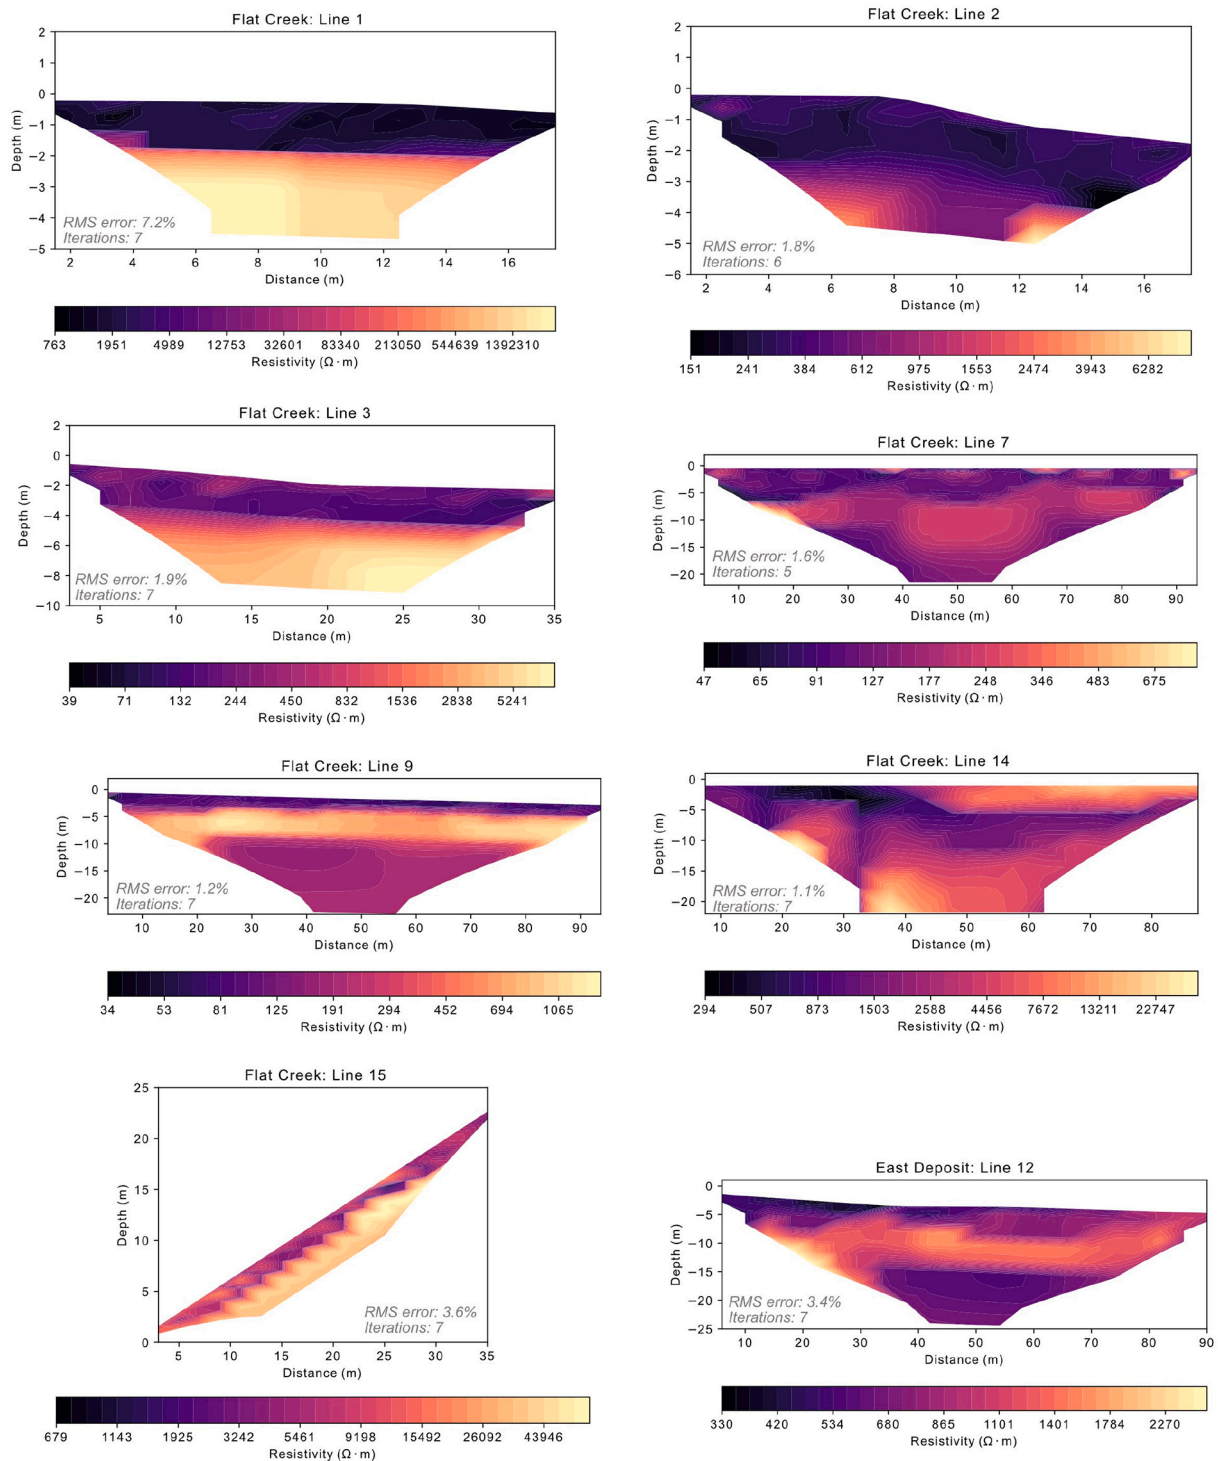 Flat Creek: Line 1
2
1
0
−1
−2
−3
−4
−5
Depth (m)
RMS error: 7.2%
Iterations: 7
2 4 6 8 10 12 14 16
Distance (m)
763 1951 4989 12753 32601 83340 213050 544639 1392310
Resistivity (Ω·m)
Flat Creek: Line 2
2
1
0
−1
−2
−3
−4
−5
−6
Depth (m)
RMS error: 1.8%
Iterations: 6
2 4 6 8 10 12 14 16
Distance (m)
151 241 384 612 975 1553 2474 3943 6282
Resistivity (Ω·m)
Flat Creek: Line 3
2
0
−2
−4
−6
−8
−10
Depth (m)
RMS error: 1.9%
Iterations: 7
5 10 15 20 25 30 35
Distance (m)
39 71 132 244 450 832 1536 2838 5241
Resistivity (Ω·m)
Flat Creek: Line 7
0
−5
−10
−15
−20
Depth (m)
RMS error: 1.6%
Iterations: 5
10 20 30 40 50 60 70 80 90
Distance (m)
47 65 91 127 177 248 346 483 675
Resistivity (Ω·m)
Flat Creek: Line 9
0
−5
−10
−15
−20
Depth (m)
RMS error: 1.2%
Iterations: 7
10 20 30 40 50 60 70 80 90
Distance (m)
34 53 81 125 191 294 452 694 1065
Resistivity (Ω·m)
Flat Creek: Line 14
0
−5
−10
−15
−20
Depth (m)
RMS error: 1.1%
Iterations: 7
10 20 30 40 50 60 70 80
Distance (m)
294 507 873 1503 2588 4456 7672 13211 22747
Resistivity (Ω·m)
Flat Creek: Line 15
25
20
15
10
5
0
Depth (m)
RMS error: 3.6%
Iterations: 7
5 10 15 20 25 30 35
Distance (m)
679 1143 1925 3242 5461 9198 15492 26092 43946
Resistivity (Ω·m)
East Deposit: Line 12
0
−5
−10
−15
−20
−25
Depth (m)
RMS error: 3.4%
Iterations: 7
10 20 30 40 50 60 70 80 90
Distance (m)
330 420 534 680 865 1101 1401 1784 2270
Resistivity (Ω·m)